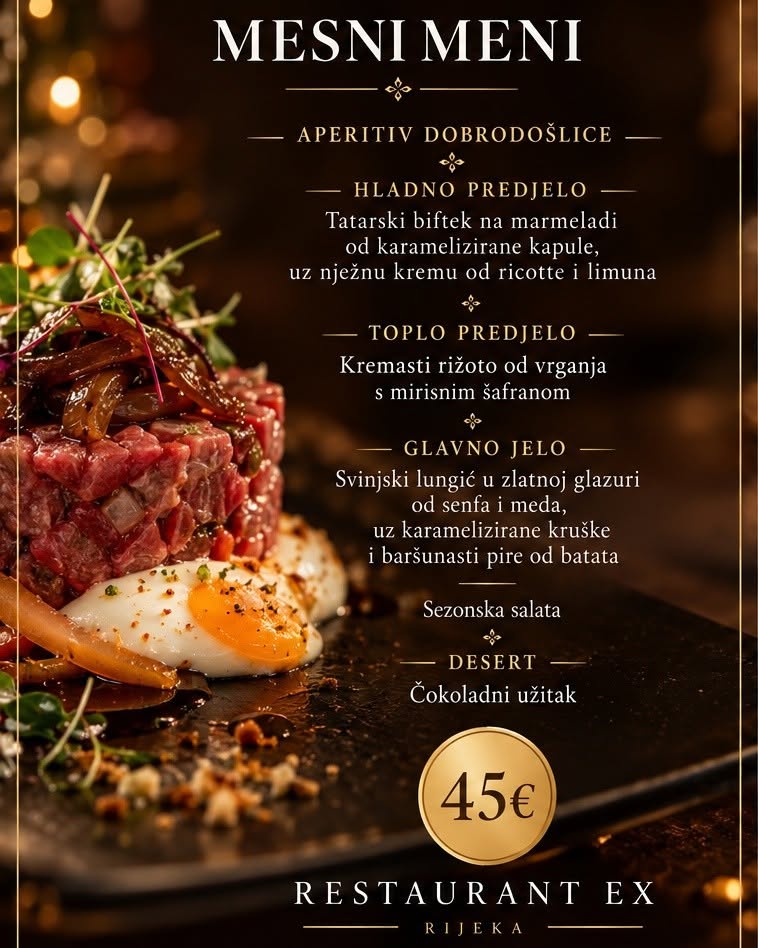 MESNI MENI
APERITIV DOBRODOŠLICE
HLADNO PREDJELO
Tatarski biftek na marmeladi
od karamelizirane kapule,
uz nježnu kremu od ricotte i limuna
TOPLO PREDJELO
Kremasti rižoto od vrganja
s mirisnim šafranom
GLAVNO JELO
Svinjski lungić u zlatnoj glazuri
od senfa i meda,
uz karamelizirane kruške
i baršunasti pire od batata
Sezonska salata
DESERT
Čokoladni užitak
45€
RESTAURANT EX
RIJEKA